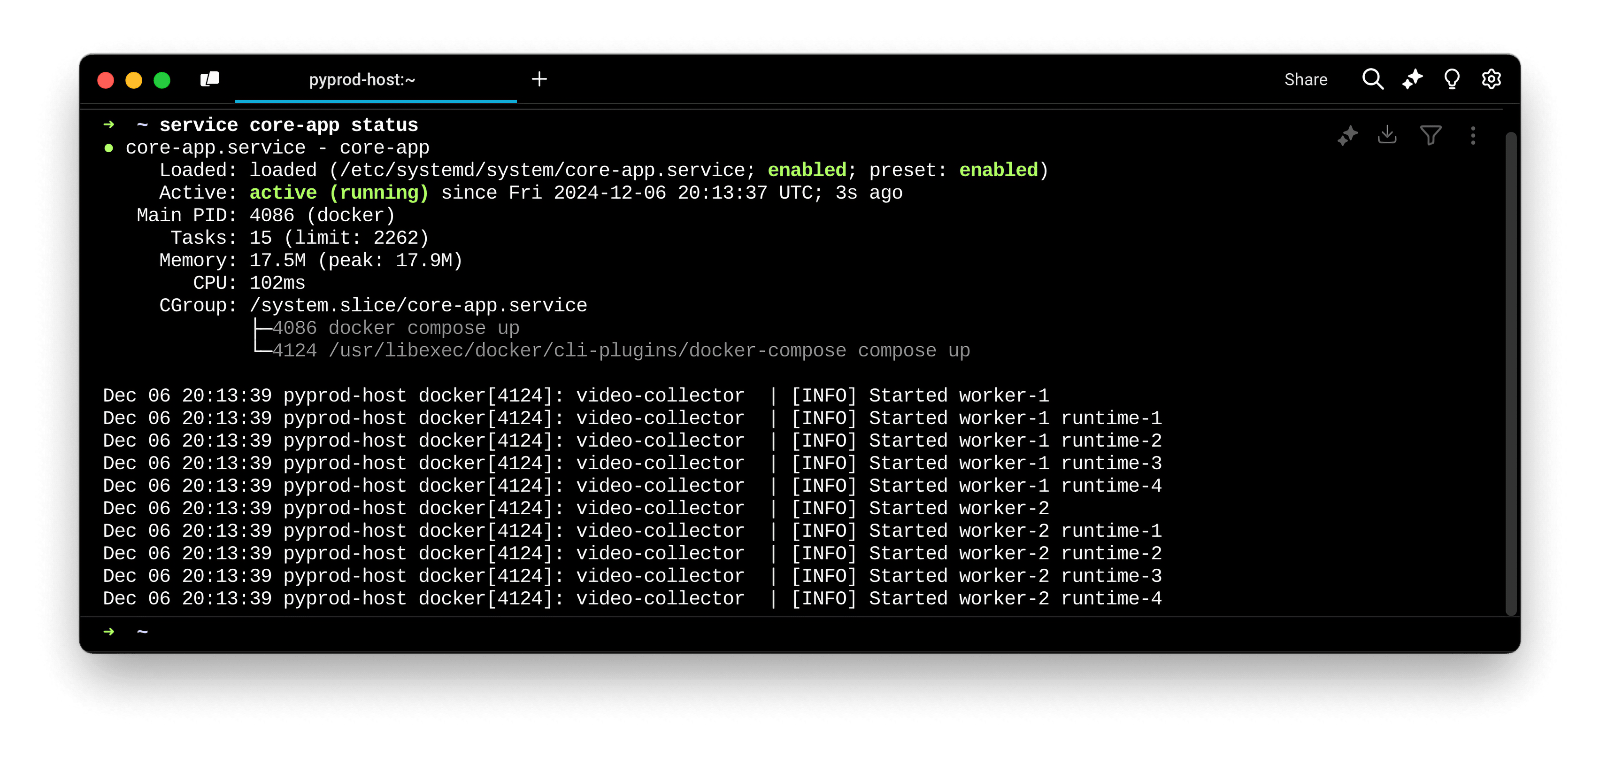 pyprod-host:~
Share
➜  ~ service core-app status
● core-app.service - core-app
     Loaded: loaded (/etc/systemd/system/core-app.service; enabled; preset: enabled)
     Active: active (running) since Fri 2024-12-06 20:13:37 UTC; 3s ago
   Main PID: 4086 (docker)
      Tasks: 15 (limit: 2262)
     Memory: 17.5M (peak: 17.9M)
        CPU: 102ms
     CGroup: /system.slice/core-app.service
             ├─4086 docker compose up
             └─4124 /usr/libexec/docker/cli-plugins/docker-compose compose up
Dec 06 20:13:39 pyprod-host docker[4124]: video-collector  | [INFO] Started worker-1
Dec 06 20:13:39 pyprod-host docker[4124]: video-collector  | [INFO] Started worker-1 runtime-1
Dec 06 20:13:39 pyprod-host docker[4124]: video-collector  | [INFO] Started worker-1 runtime-2
Dec 06 20:13:39 pyprod-host docker[4124]: video-collector  | [INFO] Started worker-1 runtime-3
Dec 06 20:13:39 pyprod-host docker[4124]: video-collector  | [INFO] Started worker-1 runtime-4
Dec 06 20:13:39 pyprod-host docker[4124]: video-collector  | [INFO] Started worker-2
Dec 06 20:13:39 pyprod-host docker[4124]: video-collector  | [INFO] Started worker-2 runtime-1
Dec 06 20:13:39 pyprod-host docker[4124]: video-collector  | [INFO] Started worker-2 runtime-2
Dec 06 20:13:39 pyprod-host docker[4124]: video-collector  | [INFO] Started worker-2 runtime-3
Dec 06 20:13:39 pyprod-host docker[4124]: video-collector  | [INFO] Started worker-2 runtime-4
➜  ~